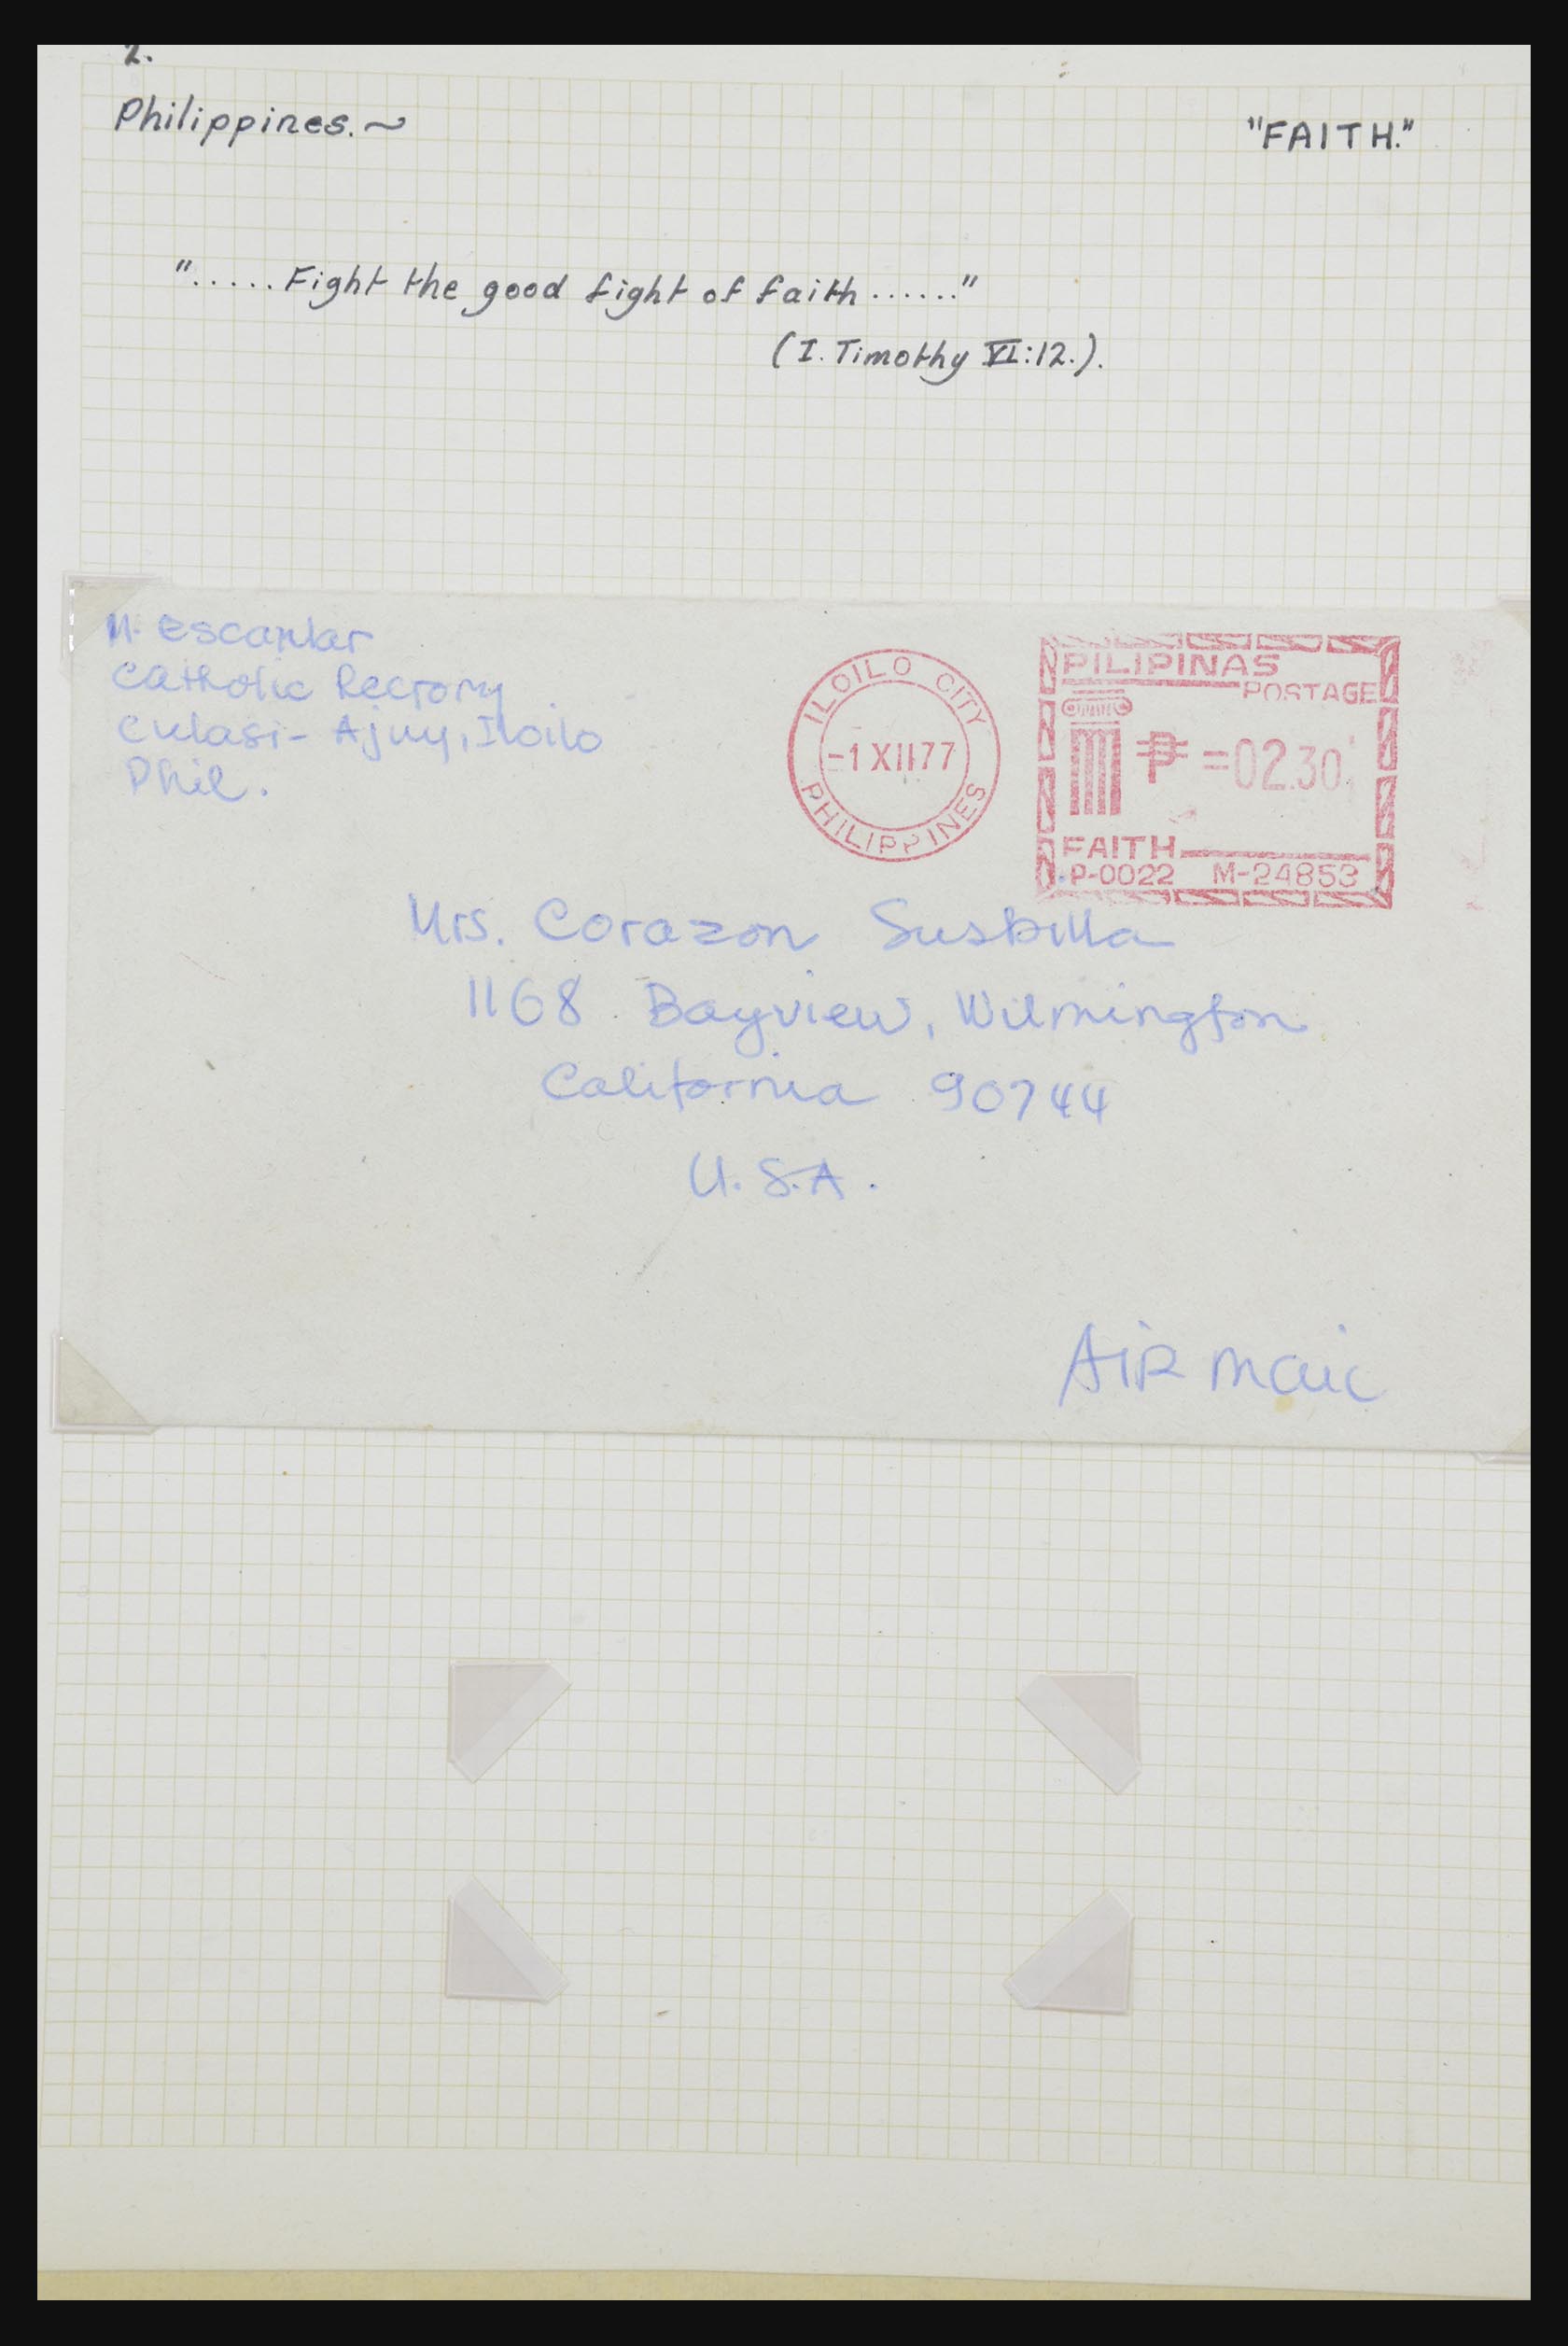 2.
Philippines.~
"FAITH."
".....Fight the good fight of faith......"
(I. Timothy VI:12.).
M. Escanlar
Catholic Rectory
Culasi- Ajuy, Iloilo
Phil.
ILOILO CITY
-1 XII 77
PHILIPPINES
PILIPINAS
POSTAGE
₱ =02.30
FAITH
P-0022 M-24853
Mrs. Corazon Susbilla
1168 Bayview, Wilmington
California 90744
U.S.A.
AIR mail